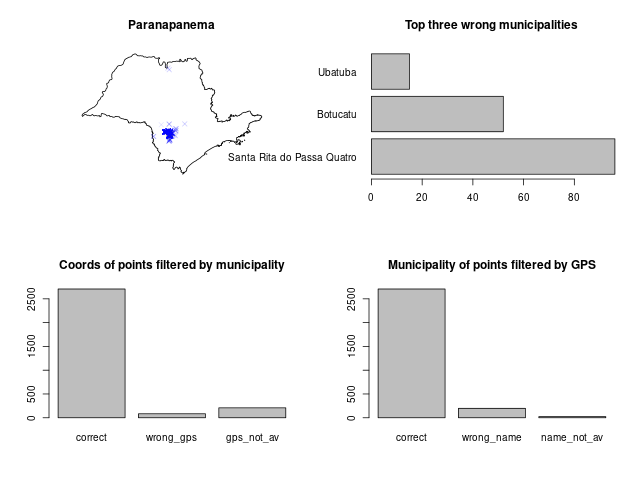 Paranapanema
Top three wrong municipalities
Ubatuba
Botucatu
Santa Rita do Passa Quatro
0 20 40 60 80
Coords of points filtered by municipality
2500
1500
500
0
correct wrong_gps gps_not_av
Municipality of points filtered by GPS
2500
1500
500
0
correct wrong_name name_not_av